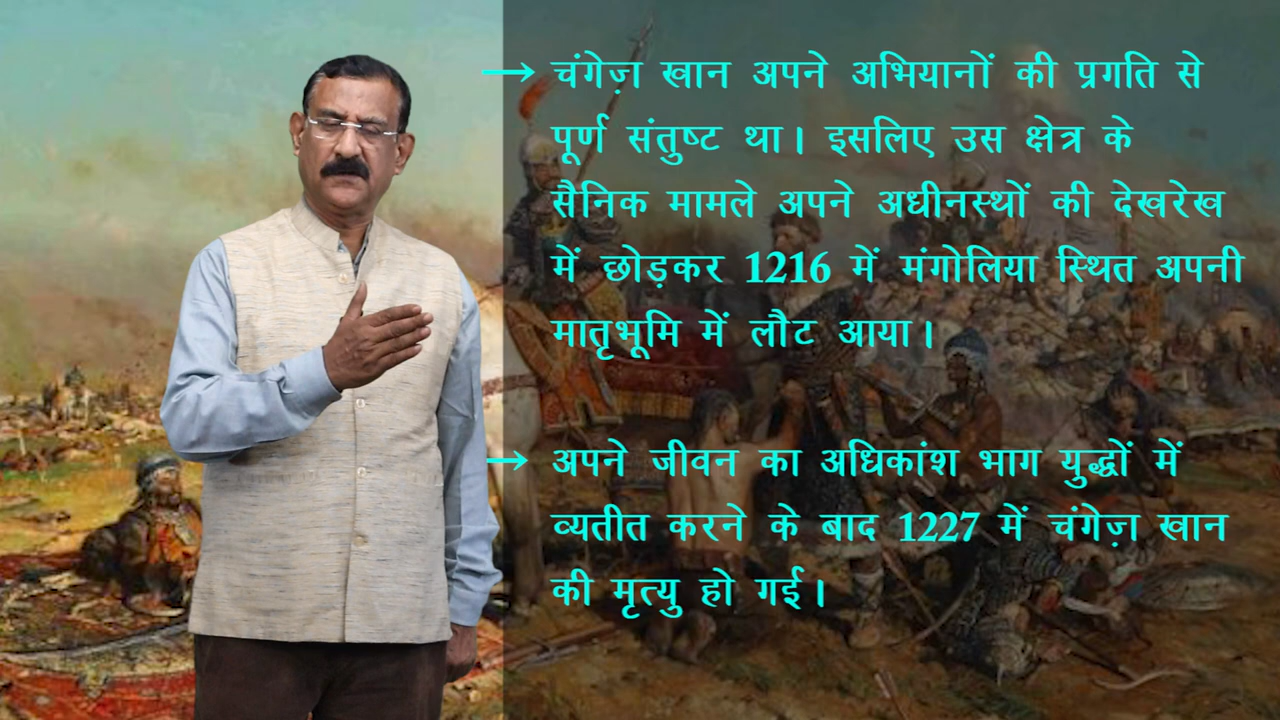 → चंगेज़ खान अपने अभियानों की प्रगति से
पूर्ण संतुष्ट था। इसलिए उस क्षेत्र के
सैनिक मामले अपने अधीनस्थों की देखरेख
में छोड़कर 1216 में मंगोलिया स्थित अपनी
मातृभूमि में लौट आया।
→ अपने जीवन का अधिकांश भाग युद्धों में
व्यतीत करने के बाद 1227 में चंगेज़ा खान
की मृत्यु हो गई।